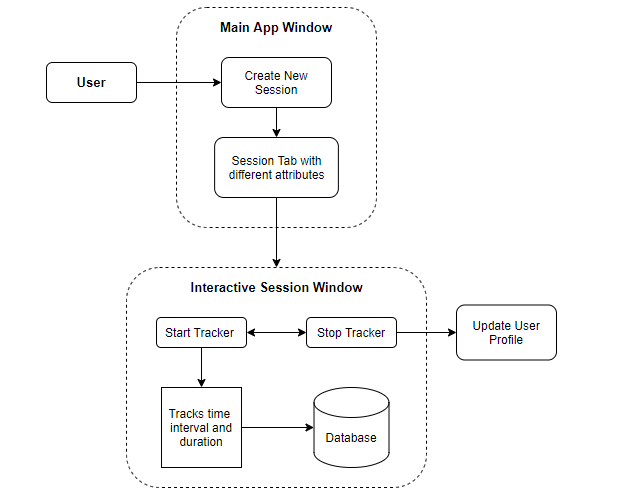 Main App Window
User
Create New
Session
Session Tab with
different attributes
Interactive Session Window
Start Tracker
Stop Tracker
Update User
Profile
Tracks time
interval and
duration
Database